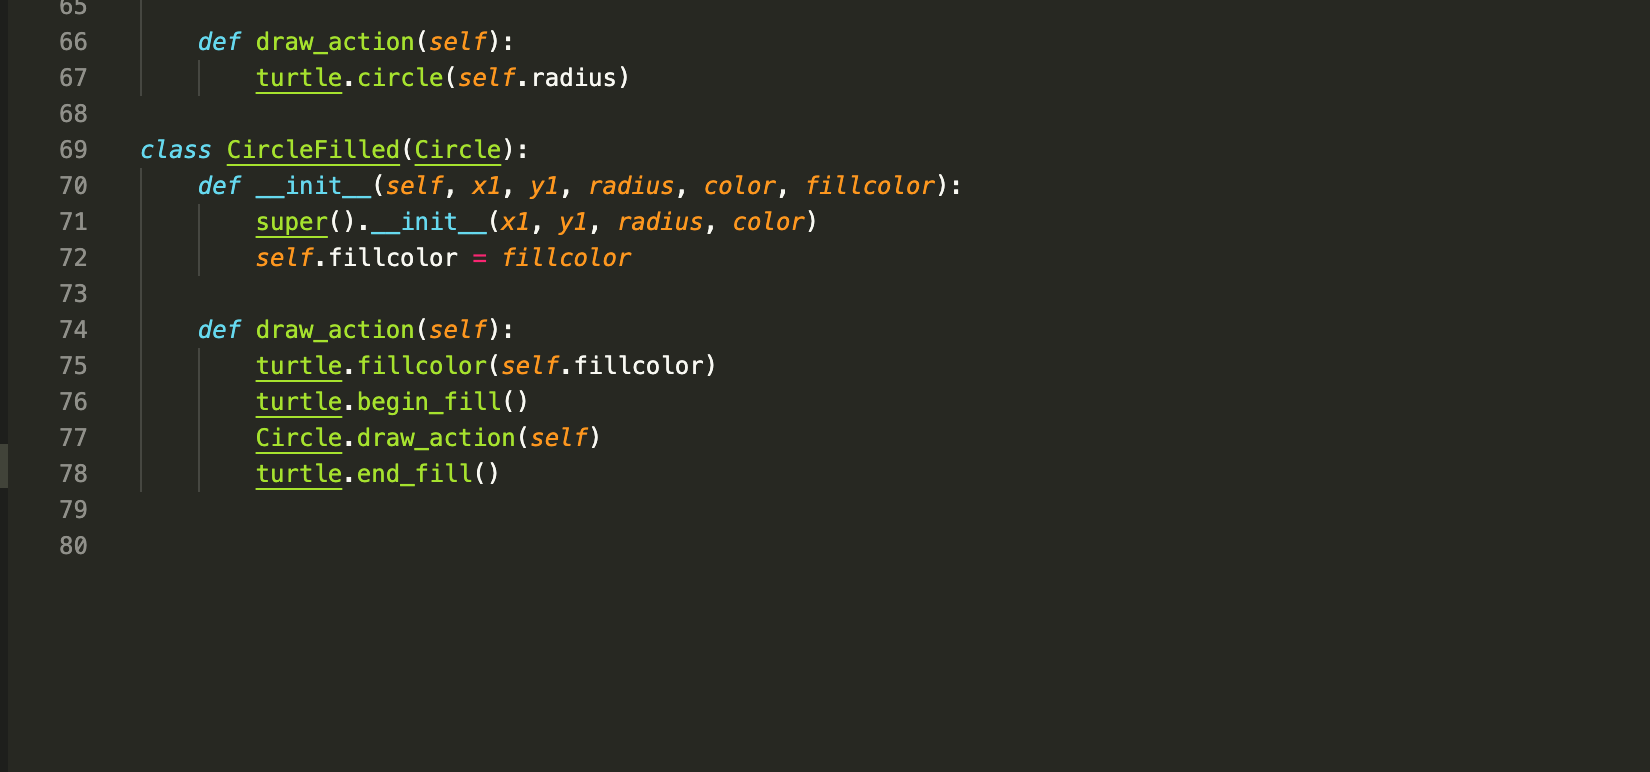 65
66     def draw_action(self):
67         turtle.circle(self.radius)
68
69 class CircleFilled(Circle):
70     def __init__(self, x1, y1, radius, color, fillcolor):
71         super().__init__(x1, y1, radius, color)
72         self.fillcolor = fillcolor
73
74     def draw_action(self):
75         turtle.fillcolor(self.fillcolor)
76         turtle.begin_fill()
77         Circle.draw_action(self)
78         turtle.end_fill()
79
80